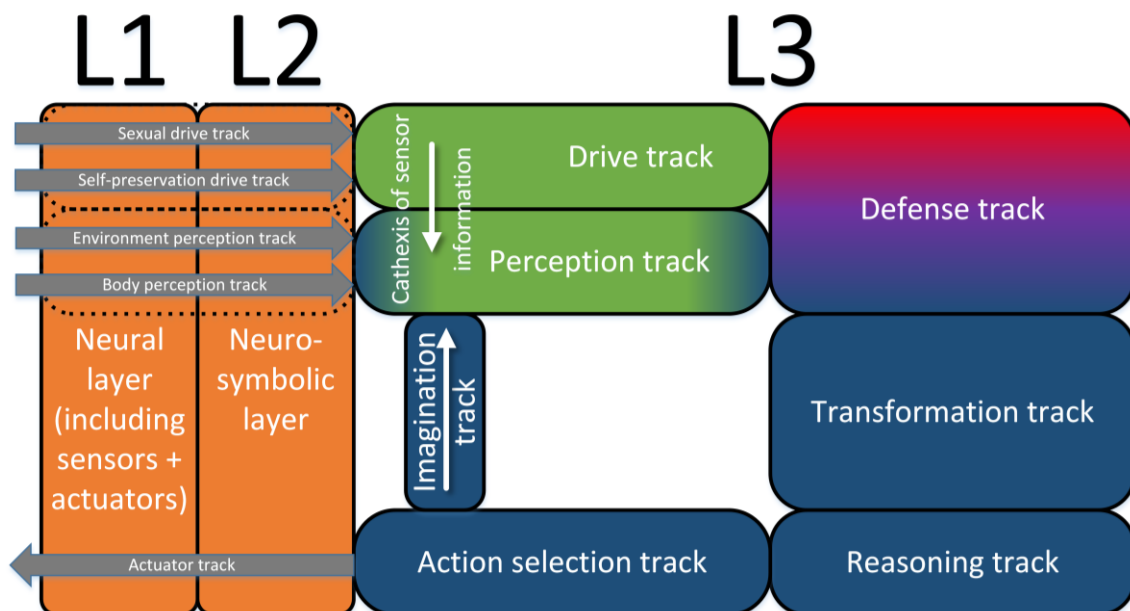 L1
L2
L3
Sexual drive track
Self-preservation drive track
Environment perception track
Body perception track
Neural
layer
(including
sensors +
actuators)
Neuro-
symbolic
layer
Actuator track
Cathexis of sensor
information
Drive track
Perception track
Defense track
Imagination
track
Transformation track
Action selection track
Reasoning track